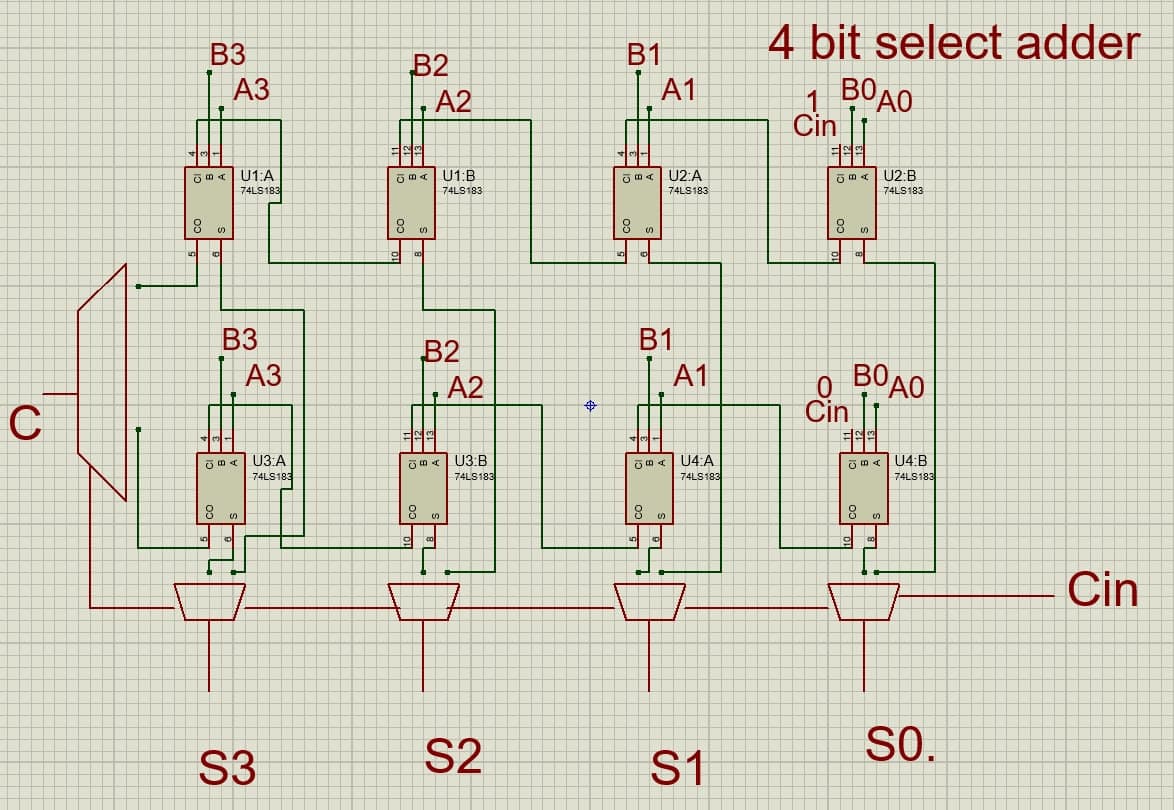 4 bit select adder
B3
A3
B2
A2
B1
A1
1
Cin
B0
A0
4 3 1
11 12 13
4 3 1
11 12 13
CI B A
U1:A
74LS183
CI B A
U1:B
74LS183
CI B A
U2:A
74LS183
CI B A
U2:B
74LS183
CO S
CO S
CO S
CO S
5 6
10 8
5 6
10 8
B3
A3
B2
A2
B1
A1
0
Cin
B0
A0
4 3 1
11 12 13
4 3 1
11 12 13
CI B A
U3:A
74LS183
CI B A
U3:B
74LS183
CI B A
U4:A
74LS183
CI B A
U4:B
74LS183
CO S
CO S
CO S
CO S
5 6
10 8
5 6
10 8
C
Cin
S3
S2
S1
S0.